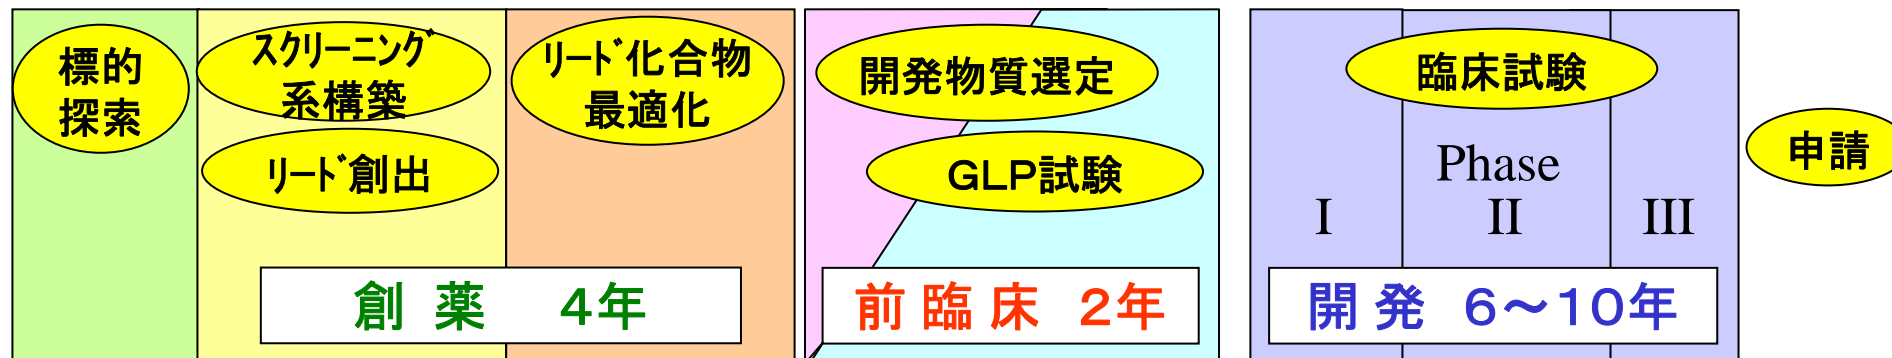 標的
探索
ｽｸﾘｰﾆﾝｸﾞ
系構築
ﾘｰﾄﾞ創出
ﾘｰﾄﾞ化合物
最適化
創 薬 ４年
開発物質選定
ＧＬＰ試験
前 臨 床 ２年
臨床試験
Phase
I II III
開 発 ６～１０年
申請